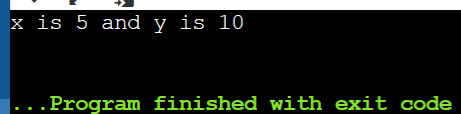 x is 5 and y is 10
...Program finished with exit code